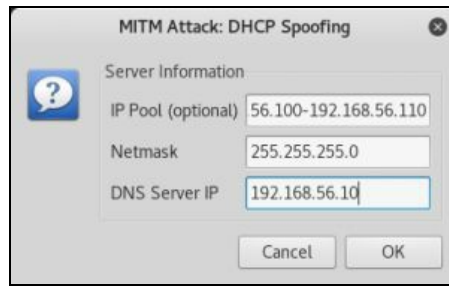 MITM Attack: DHCP Spoofing
Server Information
IP Pool (optional) 56.100-192.168.56.110
Netmask 255.255.255.0
DNS Server IP 192.168.56.10
Cancel OK